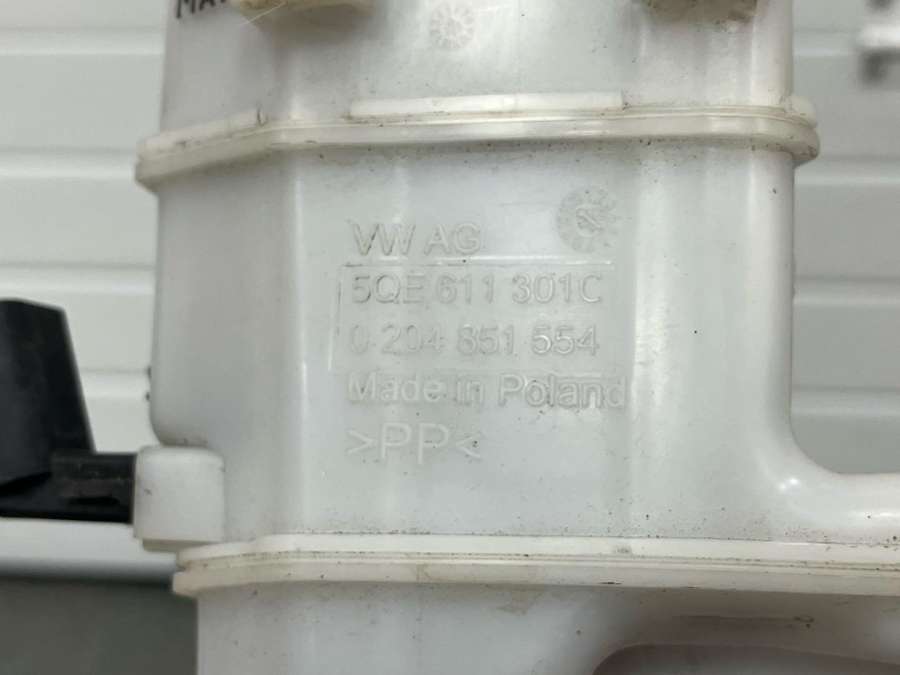 VW AG
5QE 611 301C
0 204 851 554
Made in Poland
>PP<